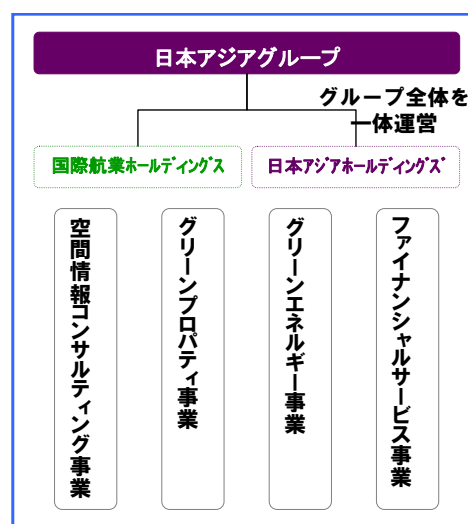 日本アジアグループ
グループ全体を
一体運営
国際航業ホールディングス
日本アジアホールディングズ
空間情報コンサルティング事業
グリーンプロパティ事業
グリーンエネルギー事業
ファイナンシャルサービス事業